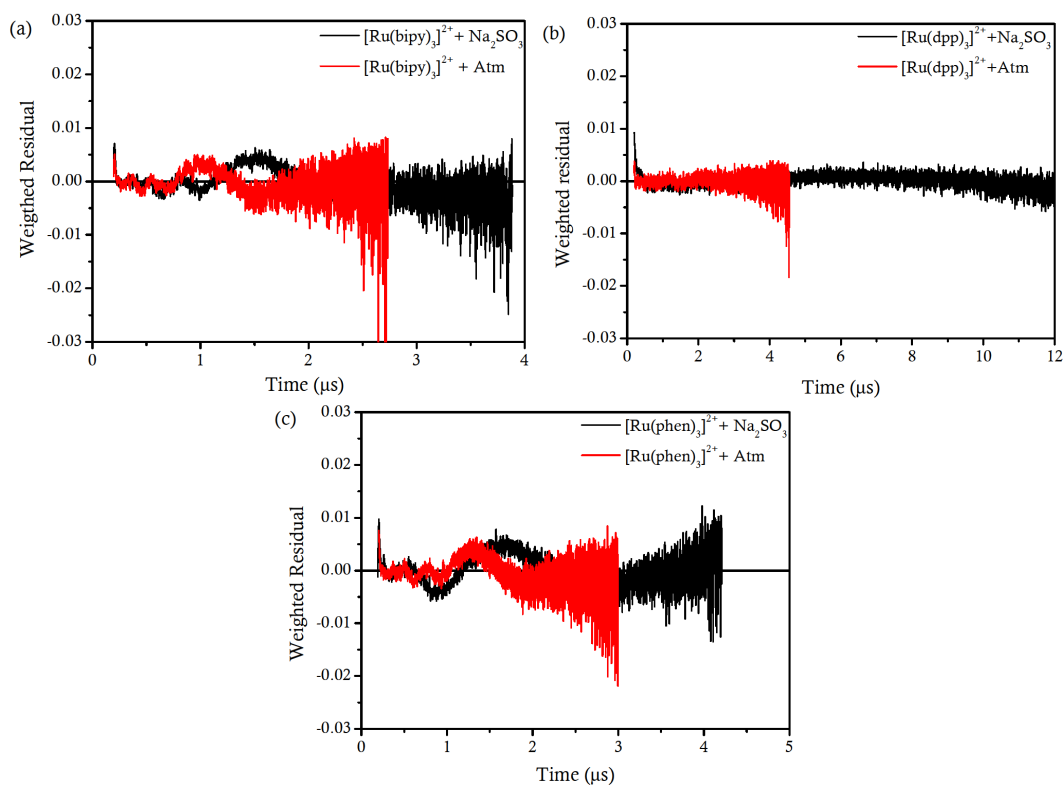 (a)
[Ru(bipy)₃]²⁺+ Na₂SO₃
[Ru(bipy)₃]²⁺ + Atm
Weigthed Residual
0.03
0.02
0.01
0.00
-0.01
-0.02
-0.03
0
1
2
3
4
Time (μs)
(b)
[Ru(dpp)₃]²⁺+Na₂SO₃
[Ru(dpp)₃]²⁺+Atm
Weighted residual
0.03
0.02
0.01
0.00
-0.01
-0.02
-0.03
0
2
4
6
8
10
12
Time (μs)
(c)
[Ru(phen)₃]²⁺+ Na₂SO₃
[Ru(phen)₃]²⁺+ Atm
Weighted Residual
0.03
0.02
0.01
0.00
-0.01
-0.02
-0.03
0
1
2
3
4
5
Time (μs)